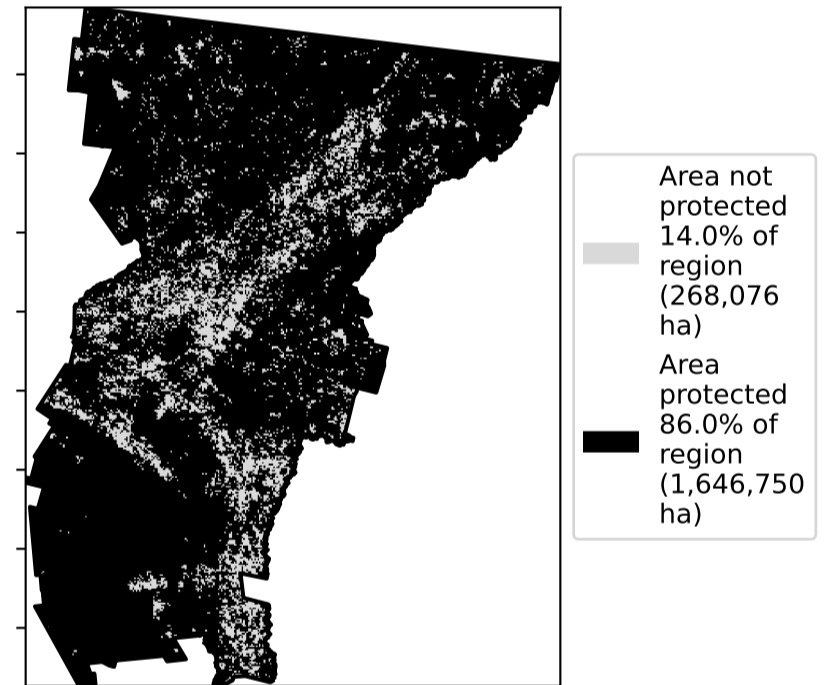 Area not
protected
14.0% of
region
(268,076
ha)
Area
protected
86.0% of
region
(1,646,750
ha)